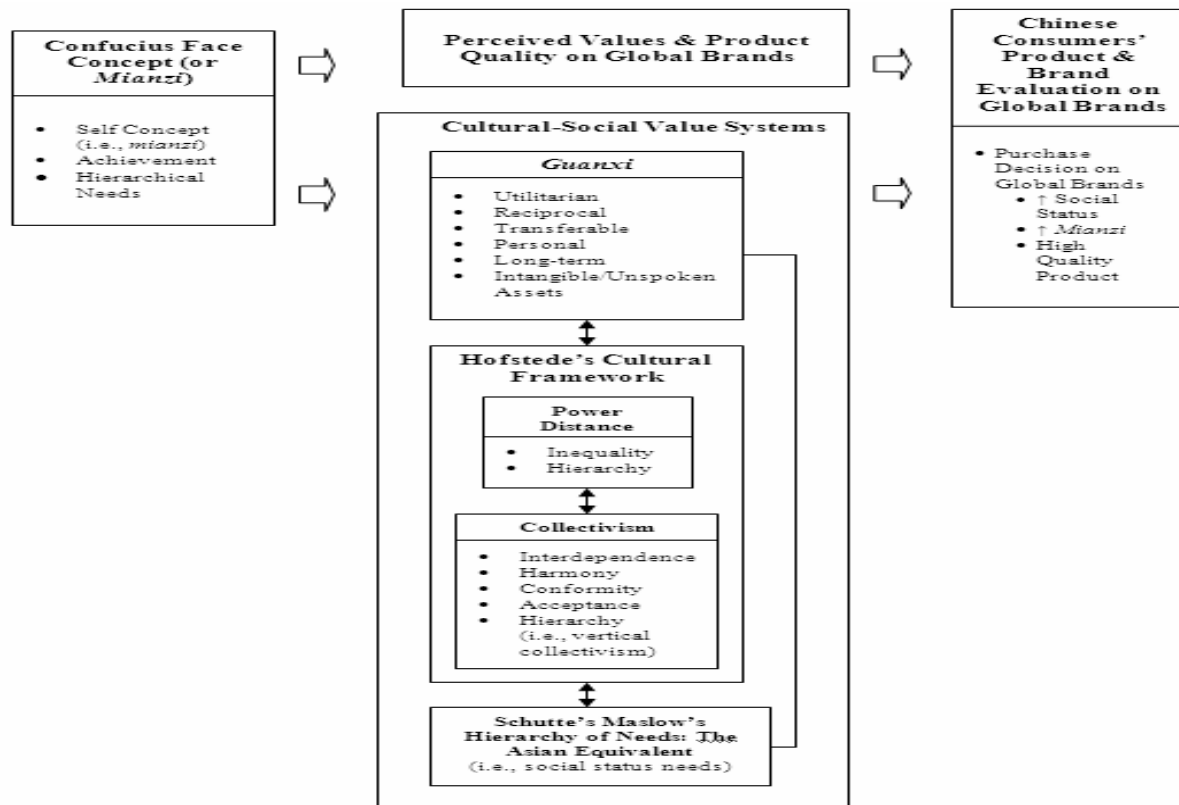 Confucius Face
Concept (or
Mianzi)
• Self Concept
(i.e., mianzi)
• Achievement
• Hierarchical
Needs
Perceived Values & Product
Quality on Global Brands
Cultural-Social Value Systems
Guanxi
• Utilitarian
• Reciprocal
• Transferable
• Personal
• Long-term
• Intangible/Unspoken
Assets
Hofstede's Cultural
Framework
Power
Distance
• Inequality
• Hierarchy
Collectivism
• Interdependence
• Harmony
• Conformity
• Acceptance
• Hierarchy
(i.e., vertical
collectivism)
Schutte's Maslow's
Hierarchy of Needs: The
Asian Equivalent
(i.e., social status needs)
Chinese
Consumers'
Product &
Brand
Evaluation on
Global Brands
• Purchase
Decision on
Global Brands
• ↑ Social
Status
• ↑ Mianzi
• High
Quality
Product